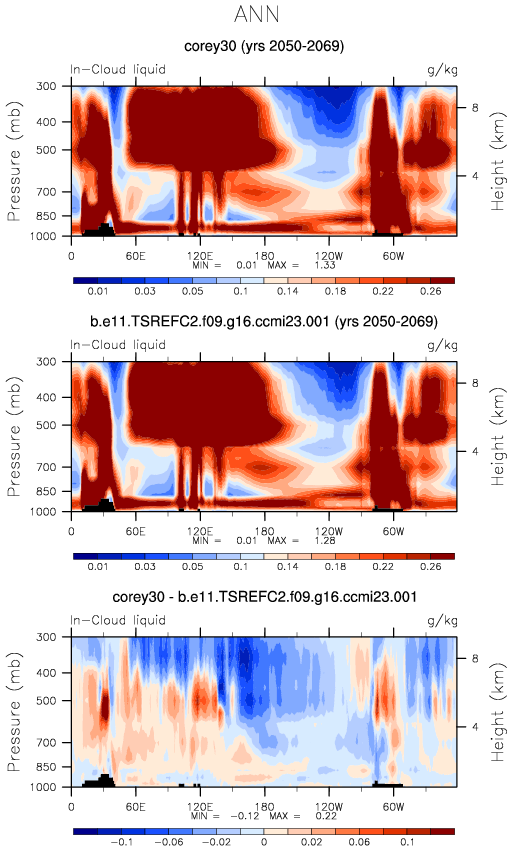 ANN
corey30 (yrs 2050-2069)
In-Cloud liquid g/kg
300
400
500
700
850
1000
Pressure (mb)
8
4
Height (km)
0 60E 120E 180 120W 60W
MIN = 0.01 MAX = 1.33
0.01 0.03 0.05 0.1 0.14 0.18 0.22 0.26
b.e11.TSREFC2.f09.g16.ccmi23.001 (yrs 2050-2069)
In-Cloud liquid g/kg
300
400
500
700
850
1000
Pressure (mb)
8
4
Height (km)
0 60E 120E 180 120W 60W
MIN = 0.01 MAX = 1.28
0.01 0.03 0.05 0.1 0.14 0.18 0.22 0.26
corey30 - b.e11.TSREFC2.f09.g16.ccmi23.001
In-Cloud liquid g/kg
300
400
500
700
850
1000
Pressure (mb)
8
4
Height (km)
0 60E 120E 180 120W 60W
MIN = -0.12 MAX = 0.22
-0.1 -0.06 -0.02 0 0.02 0.06 0.1